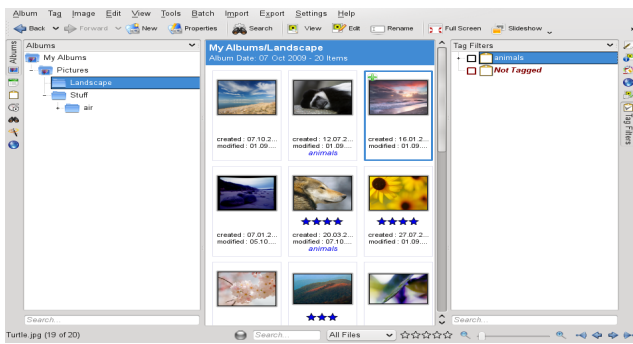 Album Tag Image Edit View Tools Batch Import Export Settings Help
Back Forward New Properties Search View Edit Rename Full Screen Slideshow
Albums
Albums
My Albums
Pictures
Landscape
Stuff
air
Search...
My Albums/Landscape
Album Date: 07 Oct 2009 - 20 Items
created : 07.10.2...
modified : 01.09....
created : 12.07.2...
modified : 01.09....
animals
created : 16.01.2...
modified : 01.09....
created : 07.01.2...
modified : 05.10....
created : 20.03.2...
modified : 07.10....
animals
created : 27.07.2...
modified : 01.09....
Tag Filters
animals
Not Tagged
Search...
Tag Filters
Turtle.jpg (19 of 20) Search... All Files